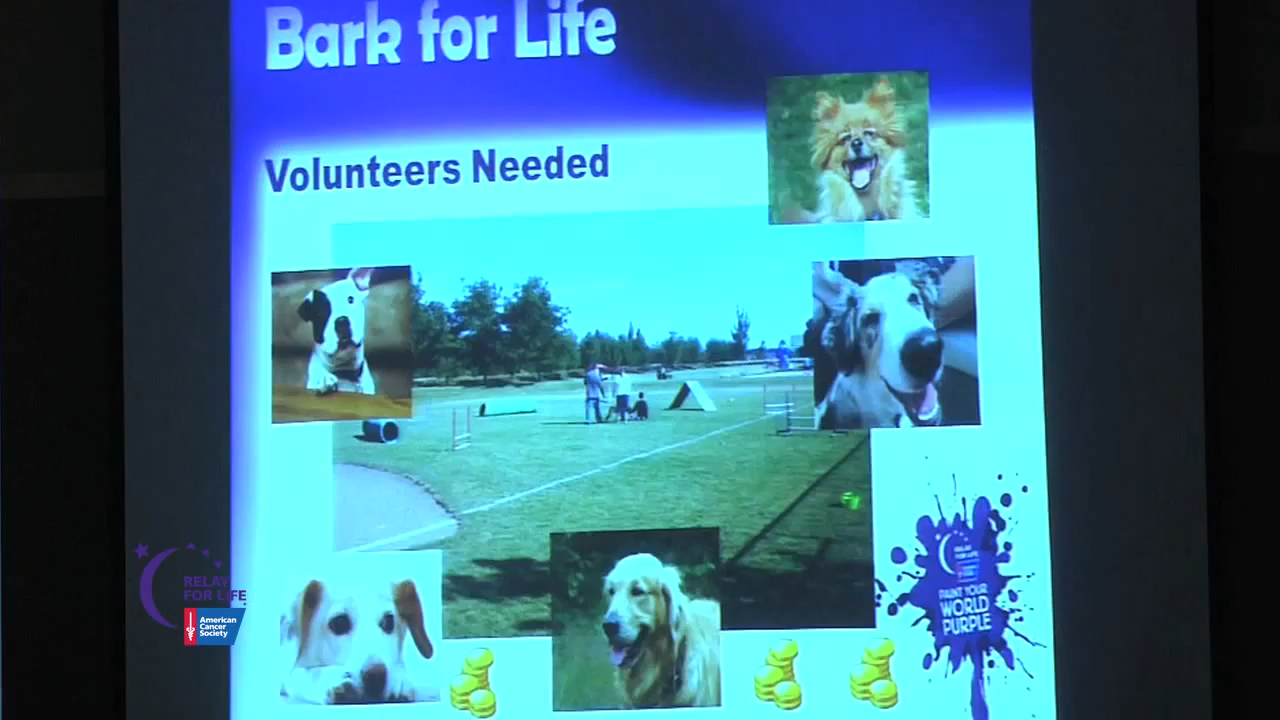 Bark for Life
Volunteers Needed
RELAY
FOR LIFE
American
Cancer
Society
RELAY
FOR LIFE
PAINT YOUR
WORLD
PURPLE